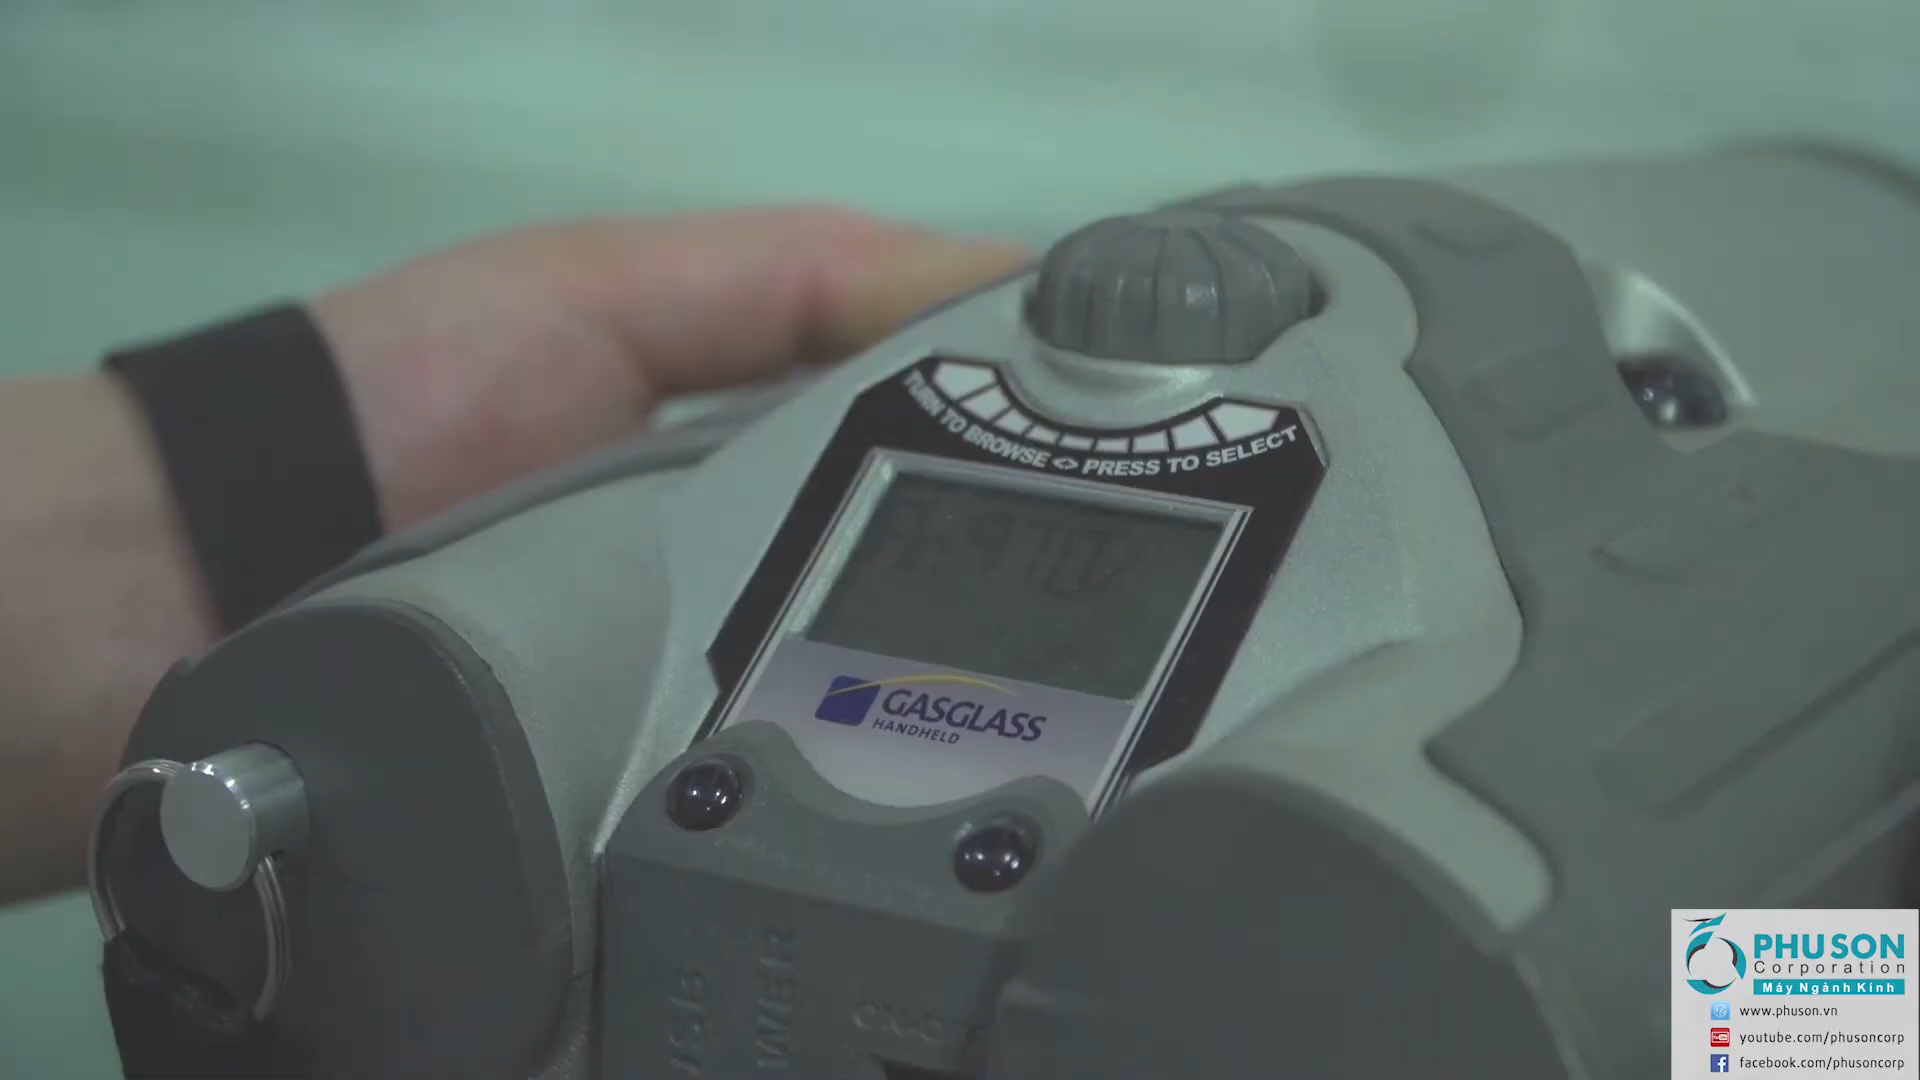 TURN TO BROWSE <> PRESS TO SELECT
GASGLASS
HANDHELD
USB
PHUSON
Corporation
Máy Ngành Kính
www.phuson.vn
youtube.com/phusoncorp
facebook.com/phusoncorp